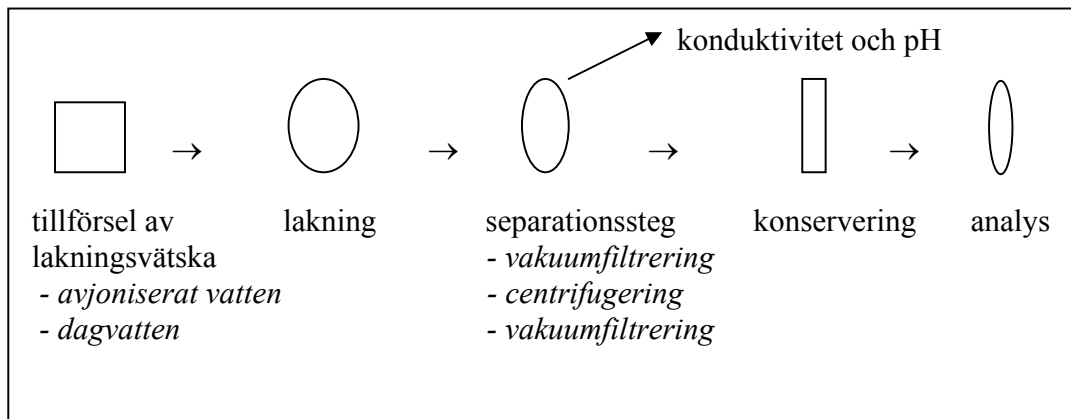 konduktivitet och pH
→ → → →
tillförsel av
lakningsvätska
- avjoniserat vatten
- dagvatten
lakning
separationssteg
- vakuumfiltrering
- centrifugering
- vakuumfiltrering
konservering
analys